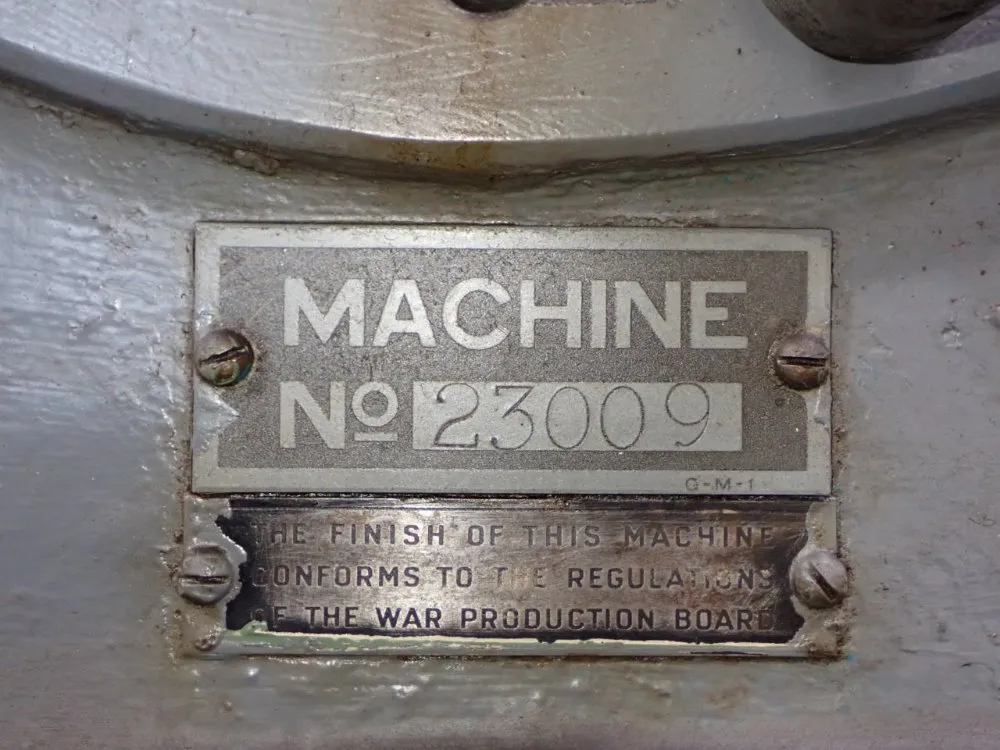 MACHINE
Nº 23009
G-M-1
THE FINISH OF THIS MACHINE
CONFORMS TO THE REGULATIONS
OF THE WAR PRODUCTION BOARD